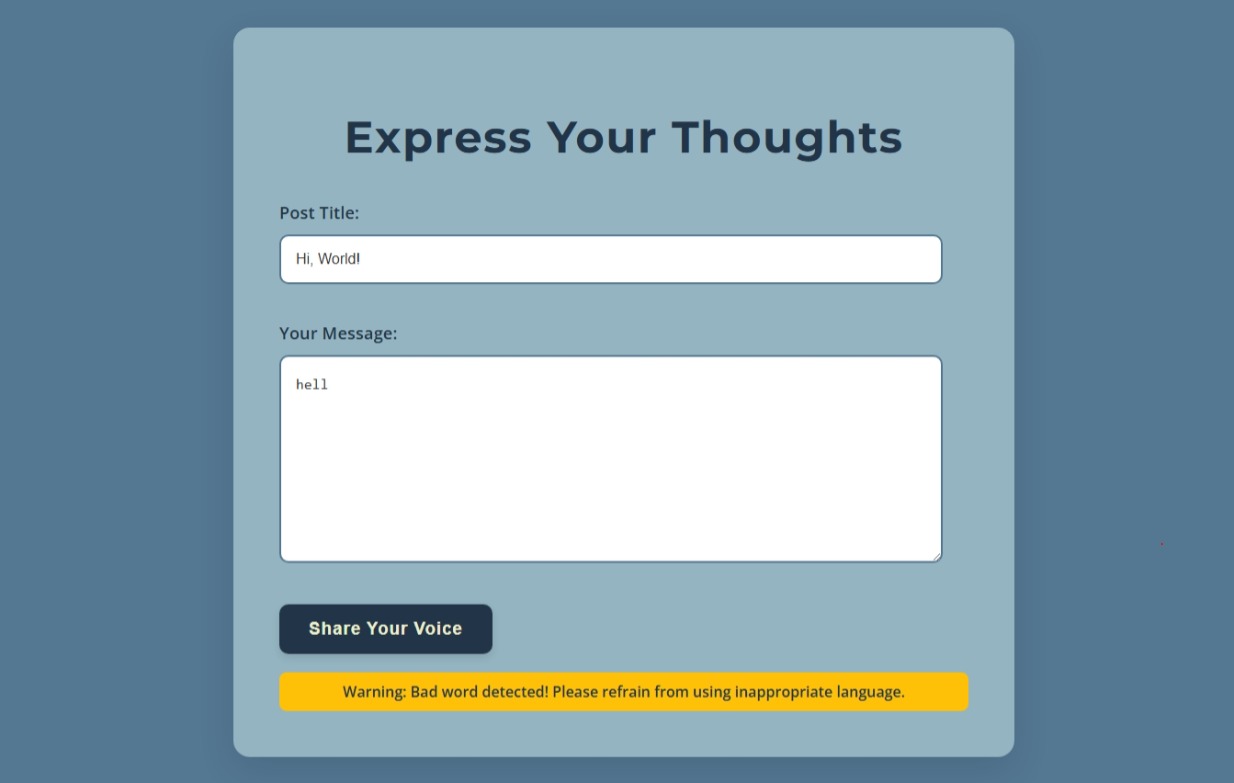 Express Your Thoughts
Post Title:
Hi, World!
Your Message:
hell
Share Your Voice
Warning: Bad word detected! Please refrain from using inappropriate language.